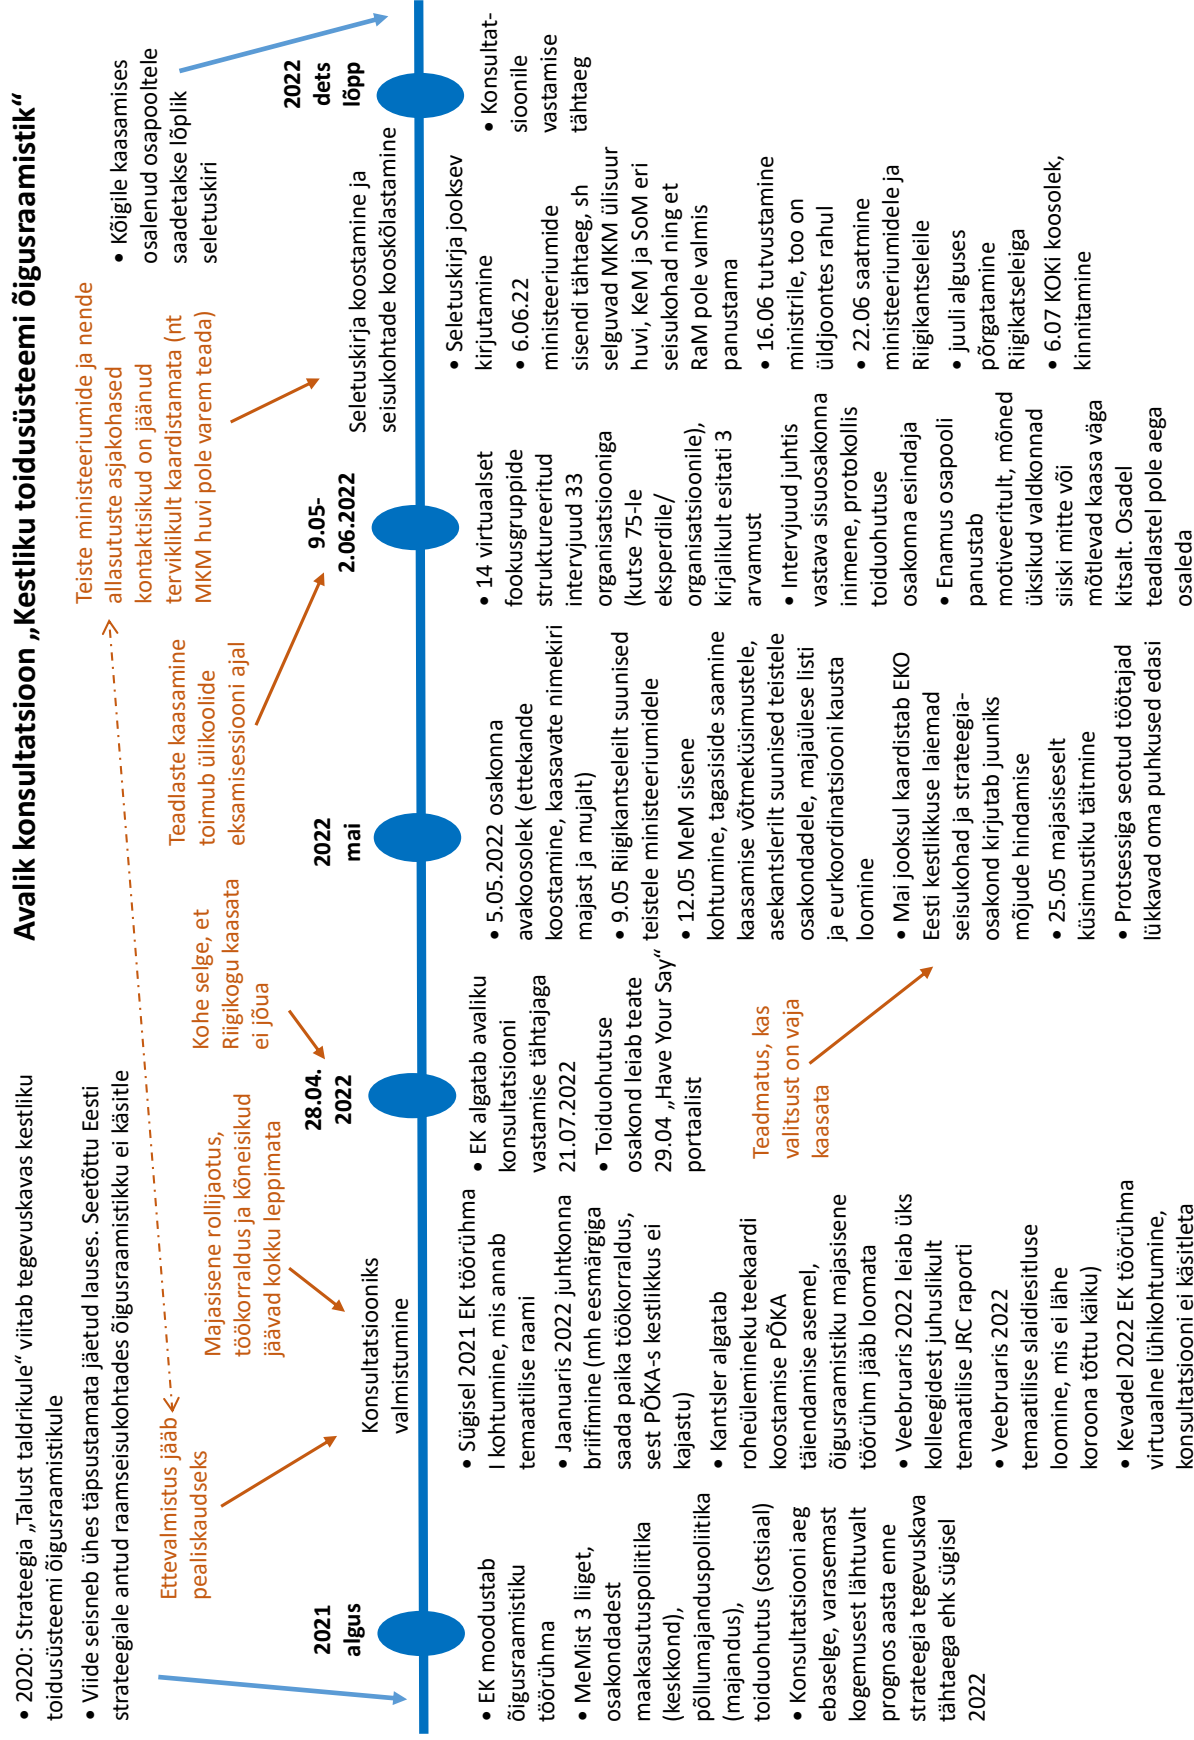 Avalik konsultatsioon „Kestliku toidusüsteemi õigusraamistik“
• 2020: Strateegia „Talust taldrikule“ viitab tegevuskavas kestliku
toidusüsteemi õigusraamistikule
• Viide seisneb ühes täpsustamata jäetud lauses. Seetõttu Eesti
strateegiale antud raamseisukohtades õigusraamistikku ei käsitle
Ettevalmistus jääb
pealiskaudseks
Majasisene rollijaotus,
töökorraldus ja kõneisikud
jäävad kokku leppimata
Kohe selge, et
Riigikogu kaasata
ei jõua
Teadlaste kaasamine
toimub ülikoolide
eksamisessiooni ajal
Teiste ministeeriumide ja nende
allasutuste asjakohased
kontaktisikud on jäänud
terviklikult kaardistamata (nt
MKM huvi pole varem teada)
• Kõigile kaasamises
osalenud osapooltele
saadetakse lõplik
seletuskiri
2021
algus
• EK moodustab
õigusraamistiku
töörühma
• MeMist 3 liiget,
osakondadest
maakasutuspoliitika
(keskkond),
põllumajanduspoliitika
(majandus),
toiduohutus (sotsiaal)
• Konsultatsiooni aeg
ebaselge, varasemast
kogemusest lähtuvalt
prognos aasta enne
strateegia tegevuskava
tähtaega ehk sügisel
2022
Konsultatsiooniks
valmistumine
• Sügisel 2021 EK töörühma
I kohtumine, mis annab
temaatilise raami
• Jaanuaris 2022 juhtkonna
briifimine (mh eesmärgiga
saada paika töökorraldus,
sest PÕKA-s kestlikkus ei
kajastu)
• Kantsler algatab
roheülemineku teekaardi
koostamise PÕKA
täiendamise asemel,
õigusraamistiku majasisene
töörühm jääb loomata
• Veebruaris 2022 leiab üks
kolleegidest juhuslikult
temaatilise JRC raporti
• Veebruaris 2022
temaatilise slaidiesitluse
loomine, mis ei lähe
koroona tõttu käiku)
• Kevadel 2022 EK töörühma
virtuaalne lühikohtumine,
konsultatsiooni ei käsitleta
28.04.
2022
• EK algatab avaliku
konsultatsiooni
vastamise tähtajaga
21.07.2022
• Toiduohutuse
osakond leiab teate
29.04 „Have Your Say“
portaalist
Teadmatus, kas
valitsust on vaja
kaasata
2022
mai
• 5.05.2022 osakonna
avakoosolek (ettekande
koostamine, kaasavate nimekiri
majast ja mujalt)
• 9.05 Riigikantseleilt suunised
teistele ministeeriumidele
• 12.05 MeM sisene
kohtumine, tagasiside saamine
kaasamise võtmeküsimustele,
asekantslerilt suunised teistele
osakondadele, majaülese listi
ja eurkoordinatsiooni kausta
loomine
• Mai jooksul kaardistab EKO
Eesti kestlikkuse laiemad
seisukohad ja strateegia-
osakond kirjutab juuniks
mõjude hindamise
• 25.05 majasiseselt
küsimustiku täitmine
• Protsessiga seotud töötajad
lükkavad oma puhkused edasi
9.05-
2.06.2022
• 14 virtuaalset
fookusgruppide
struktureeritud
intervjuud 33
organisatsiooniga
(kutse 75-le
eksperdile/
organisatsioonile),
kirjalikult esitati 3
arvamust
• Intervjuud juhtis
vastava sisuosakonna
inimene, protokollis
toiduohutuse
osakonna esindaja
• Enamus osapooli
panustab
motiveeritult, mõned
üksikud valdkonnad
siiski mitte või
mõtlevad kaasa väga
kitsalt. Osadel
teadlastel pole aega
osaleda
Seletuskirja koostamine ja
seisukohtade kooskõlastamine
• Seletuskirja jooksev
kirjutamine
• 6.06.22
ministeeriumide
sisendi tähtaeg, sh
selguvad MKM ülisuur
huvi, KeM ja SoM eri
seisukohad ning et
RaM pole valmis
panustama
• 16.06 tutvustamine
ministrile, too on
üldjoontes rahul
• 22.06 saatmine
ministeeriumidele ja
Riigikantseleile
• juuli alguses
põrgatamine
Riigikatseleiga
• 6.07 KOKi koosolek,
kinnitamine
2022
dets
lõpp
• Konsultat-
sioonile
vastamise
tähtaeg